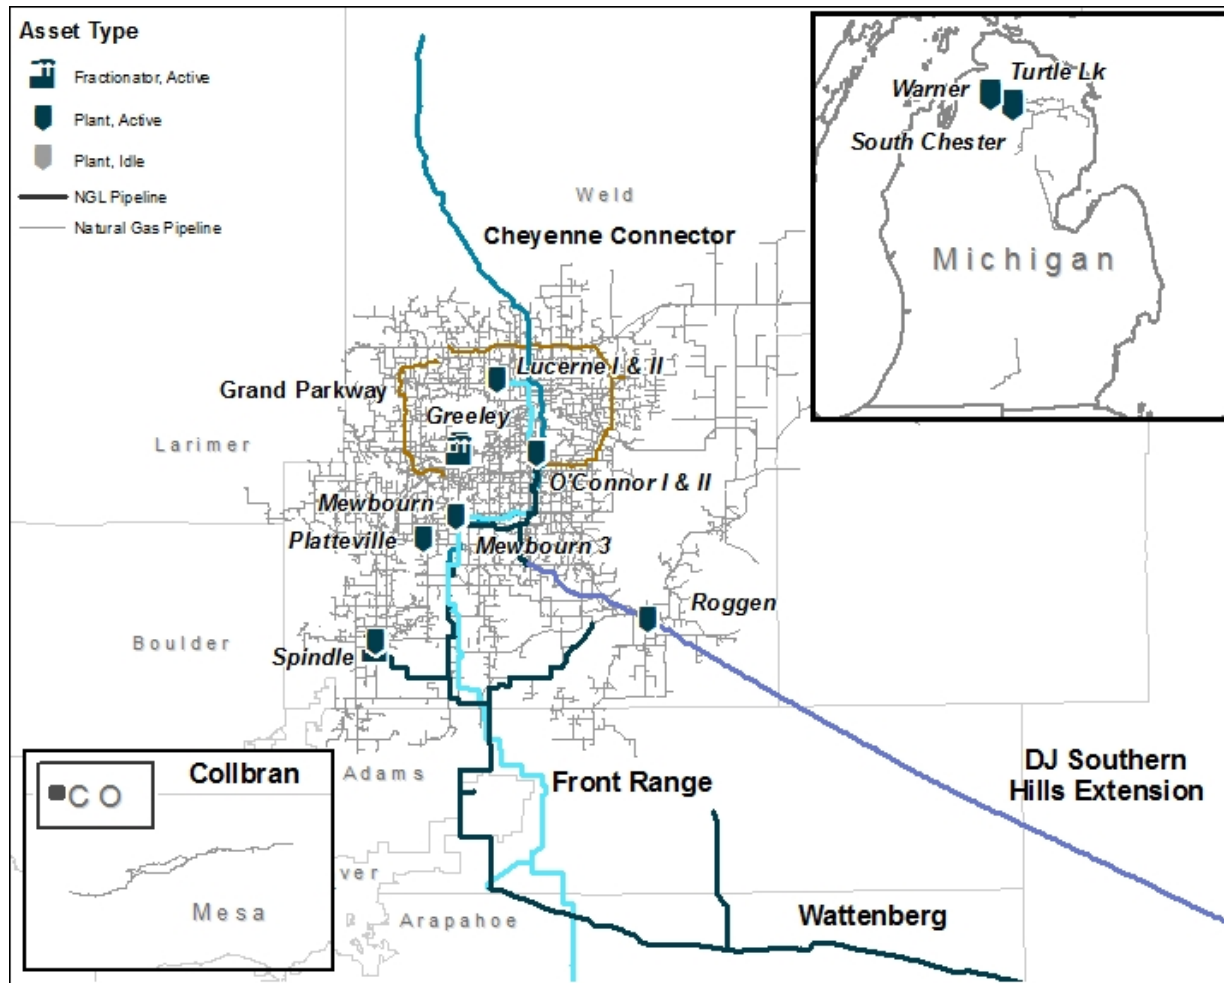 Asset Type
Fractionator, Active
Plant, Active
Plant, Idle
NGL Pipeline
Natural Gas Pipeline
Warner
Turtle Lk
South Chester
Michigan
Weld
Cheyenne Connector
Lucerne I & II
Grand Parkway
Greeley
Larimer
O'Connor I & II
Mewbourn
Platteville
Mewbourn 3
Roggen
Boulder
Spindle
DJ Southern
Hills Extension
Collbran
CO
Adams
Front Range
ver
Mesa
Arapahoe
Wattenberg